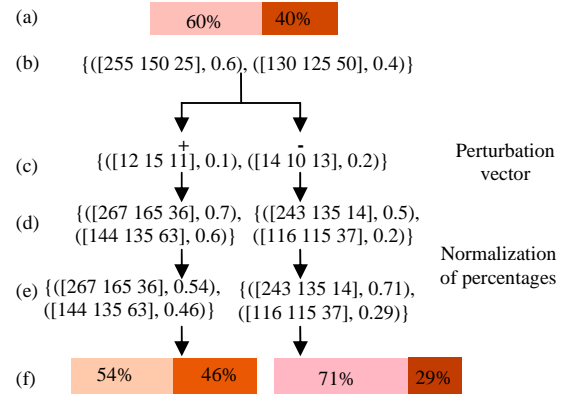 (a) 60% 40%
(b) {([255 150 25], 0.6), ([130 125 50], 0.4)}
+ -
(c) {([12 15 11], 0.1), ([14 10 13], 0.2)} Perturbation
vector
(d) {([267 165 36], 0.7), {([243 135 14], 0.5),
([144 135 63], 0.6)} ([116 115 37], 0.2)}
Normalization
of percentages
(e) {([267 165 36], 0.54), {([243 135 14], 0.71),
([144 135 63], 0.46)} ([116 115 37], 0.29)}
(f) 54% 46% 71% 29%